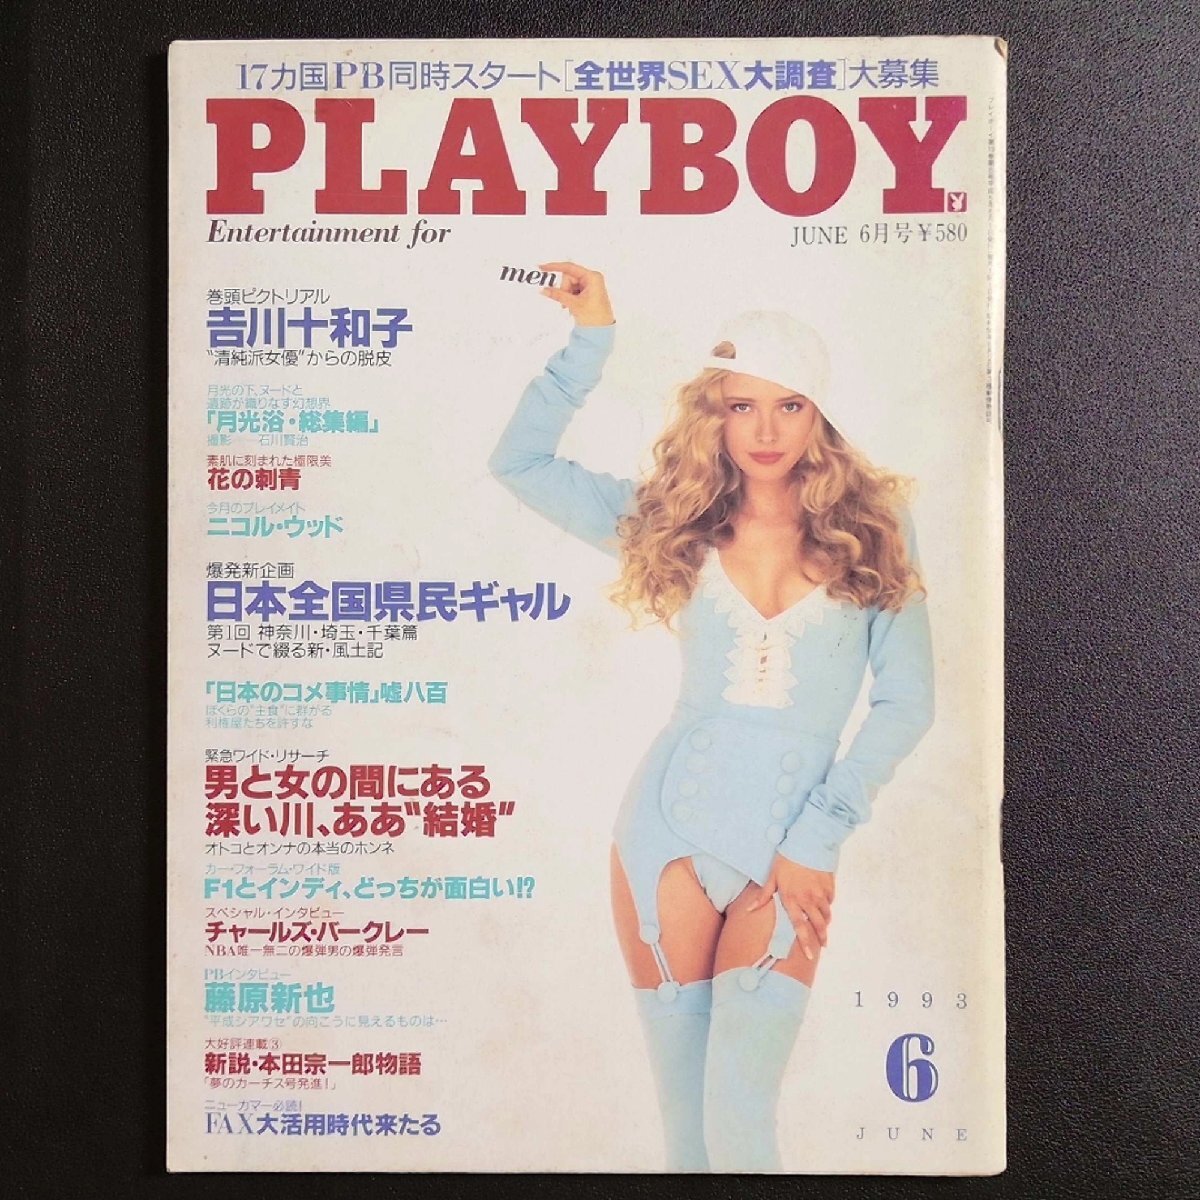 17カ国PB同時スタート[全世界SEX大調査]大募集
PLAYBOY
Entertainment for
men
JUNE 6月号¥580
巻頭ピクトリアル
吉川十和子
"清純派女優"からの脱皮
月光の下、ヌードと
遺跡が織りなす幻想界
「月光浴・総集編」
撮影──石川賢治
素肌に刻まれた極限美
花の刺青
今月のプレイメイト
ニコル・ウッド
爆発新企画
日本全国県民ギャル
第1回 神奈川・埼玉・千葉篇
ヌードで綴る新・風土記
「日本のコメ事情」嘘八百
ぼくらの"主食"に群がる
利権屋たちを許すな
緊急ワイド・リサーチ
男と女の間にある
深い川、ああ"結婚"
オトコとオンナの本当のホンネ
カー・フォーラム・ワイド版
F1とインディ、どっちが面白い!?
スペシャル・インタビュー
チャールズ・バークレー
NBA唯一無二の爆弾男の爆弾発言
PBインタビュー
藤原新也
"平成シアワセ"の向こうに見えるものは…
大好評連載③
新説・本田宗一郎物語
「夢のカーチス号発進!」
ニューカマー必読!
FAX大活用時代来たる
1993
6
JUNE